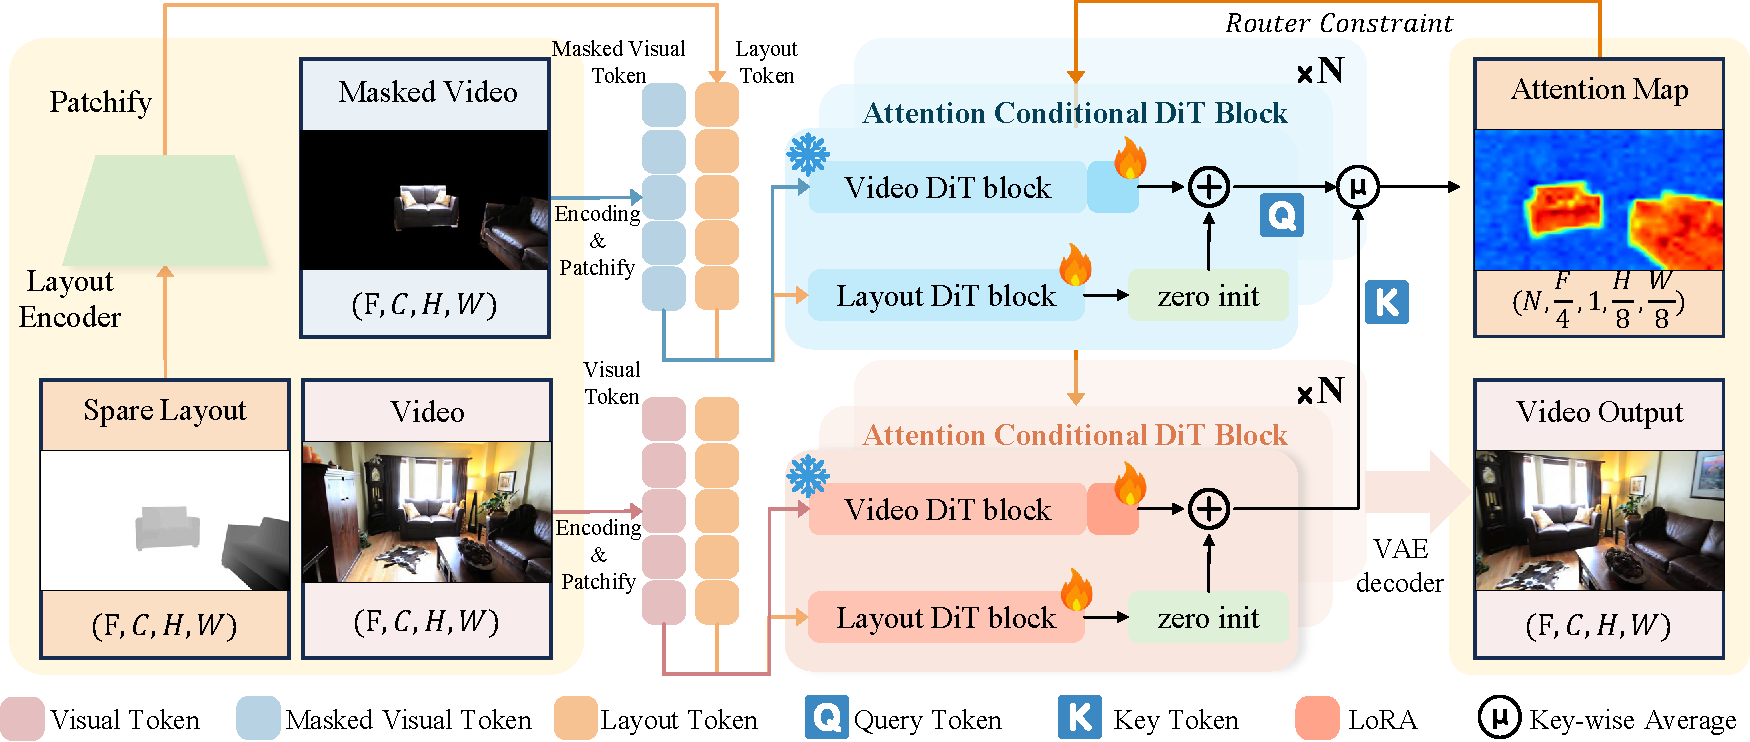 Router Constraint
Patchify
Masked Video
(F, C, H, W)
Layout
Encoder
Spare Layout
(F, C, H, W)
Video
(F, C, H, W)
Masked Visual
Token
Layout
Token
Encoding
&
Patchify
Visual
Token
Encoding
&
Patchify
×N
Attention Conditional DiT Block
Video DiT block
+
Layout DiT block
zero init
Q
μ
K
×N
Attention Conditional DiT Block
Video DiT block
+
Layout DiT block
zero init
VAE
decoder
Attention Map
(N, F/4, 1, H/8, W/8)
Video Output
(F, C, H, W)
Visual Token
Masked Visual Token
Layout Token
Q Query Token
K Key Token
LoRA
μ Key-wise Average